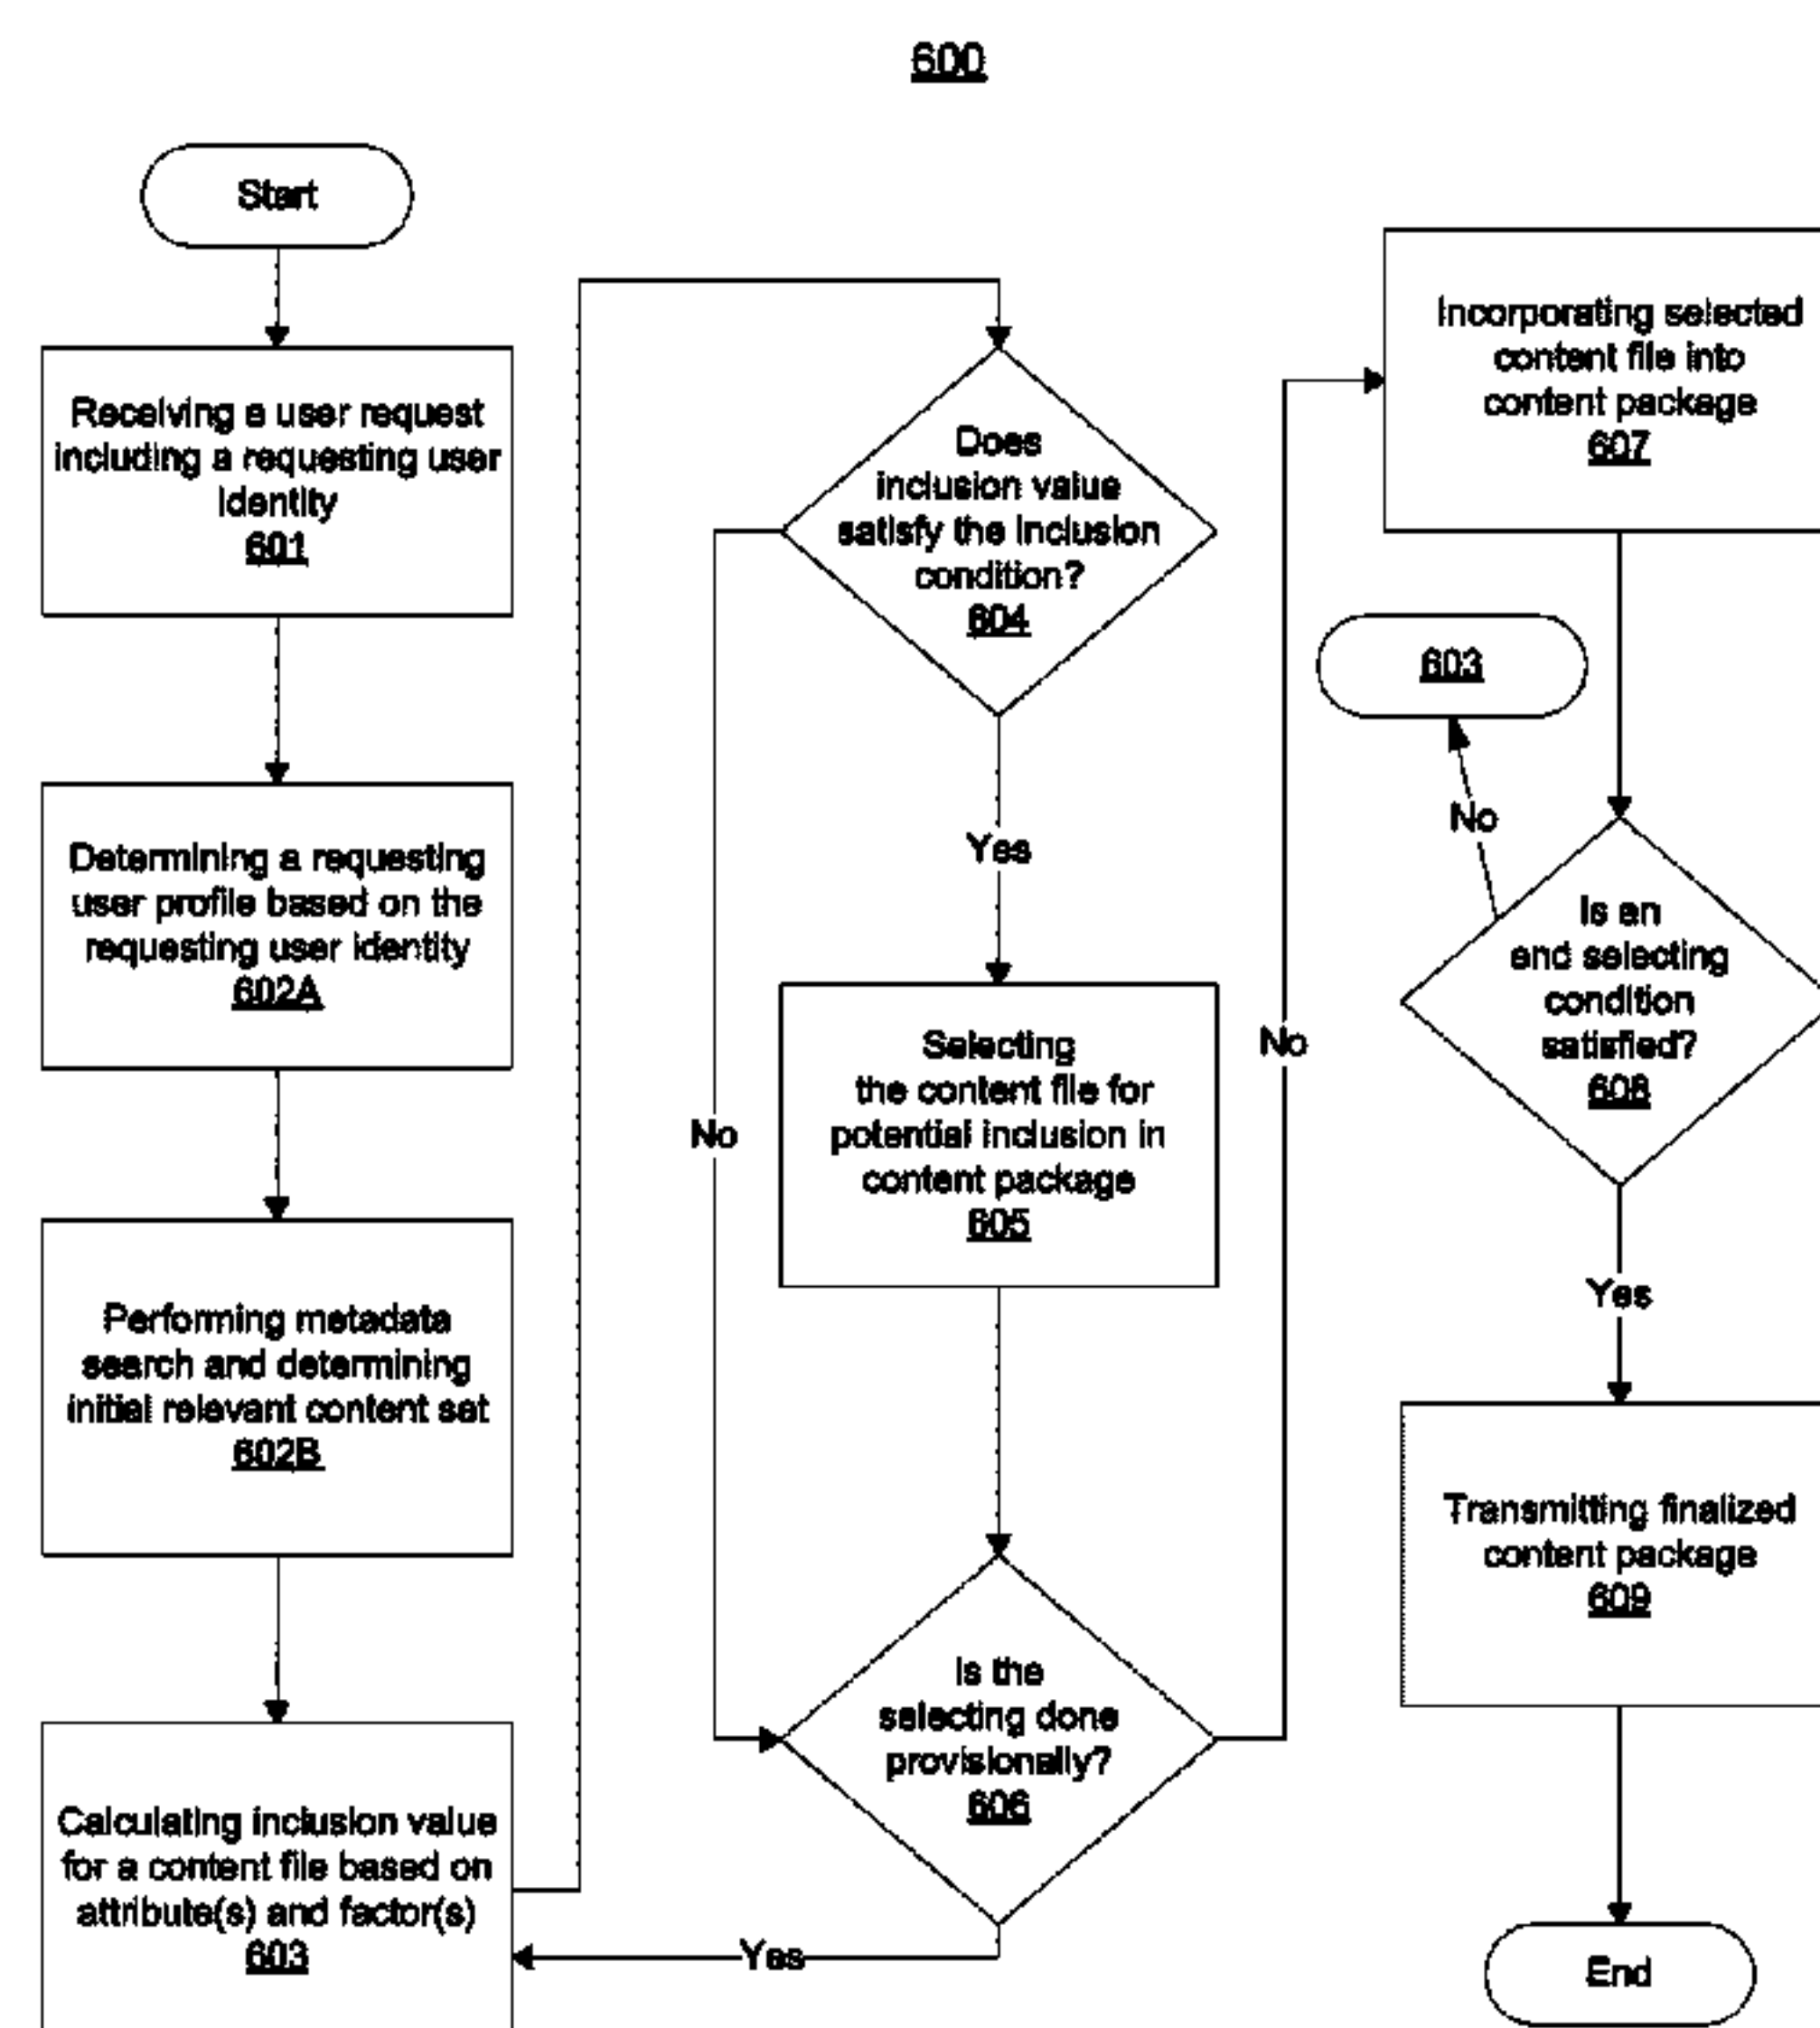 600
Start
Receiving a user request
including a requesting user
identity
601
Determining a requesting
user profile based on the
requesting user identity
602A
Performing metadata
search and determining
initial relevant content set
602B
Calculating inclusion value
for a content file based on
attribute(s) and factor(s)
603
Does
inclusion value
satisfy the inclusion
condition?
604
Yes
No
Selecting
the content file for
potential inclusion in
content package
605
Is the
selecting done
provisionally?
606
Yes
No
Incorporating selected
content file into
content package
607
603
No
Is an
end selecting
condition
satisfied?
608
Yes
Transmitting finalized
content package
609
End